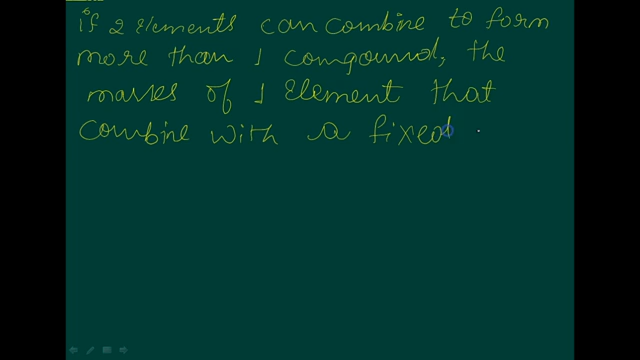 if 2 Elements can combine to form
more than 1 compound, the
masses of 1 Element that
combine with a fixed